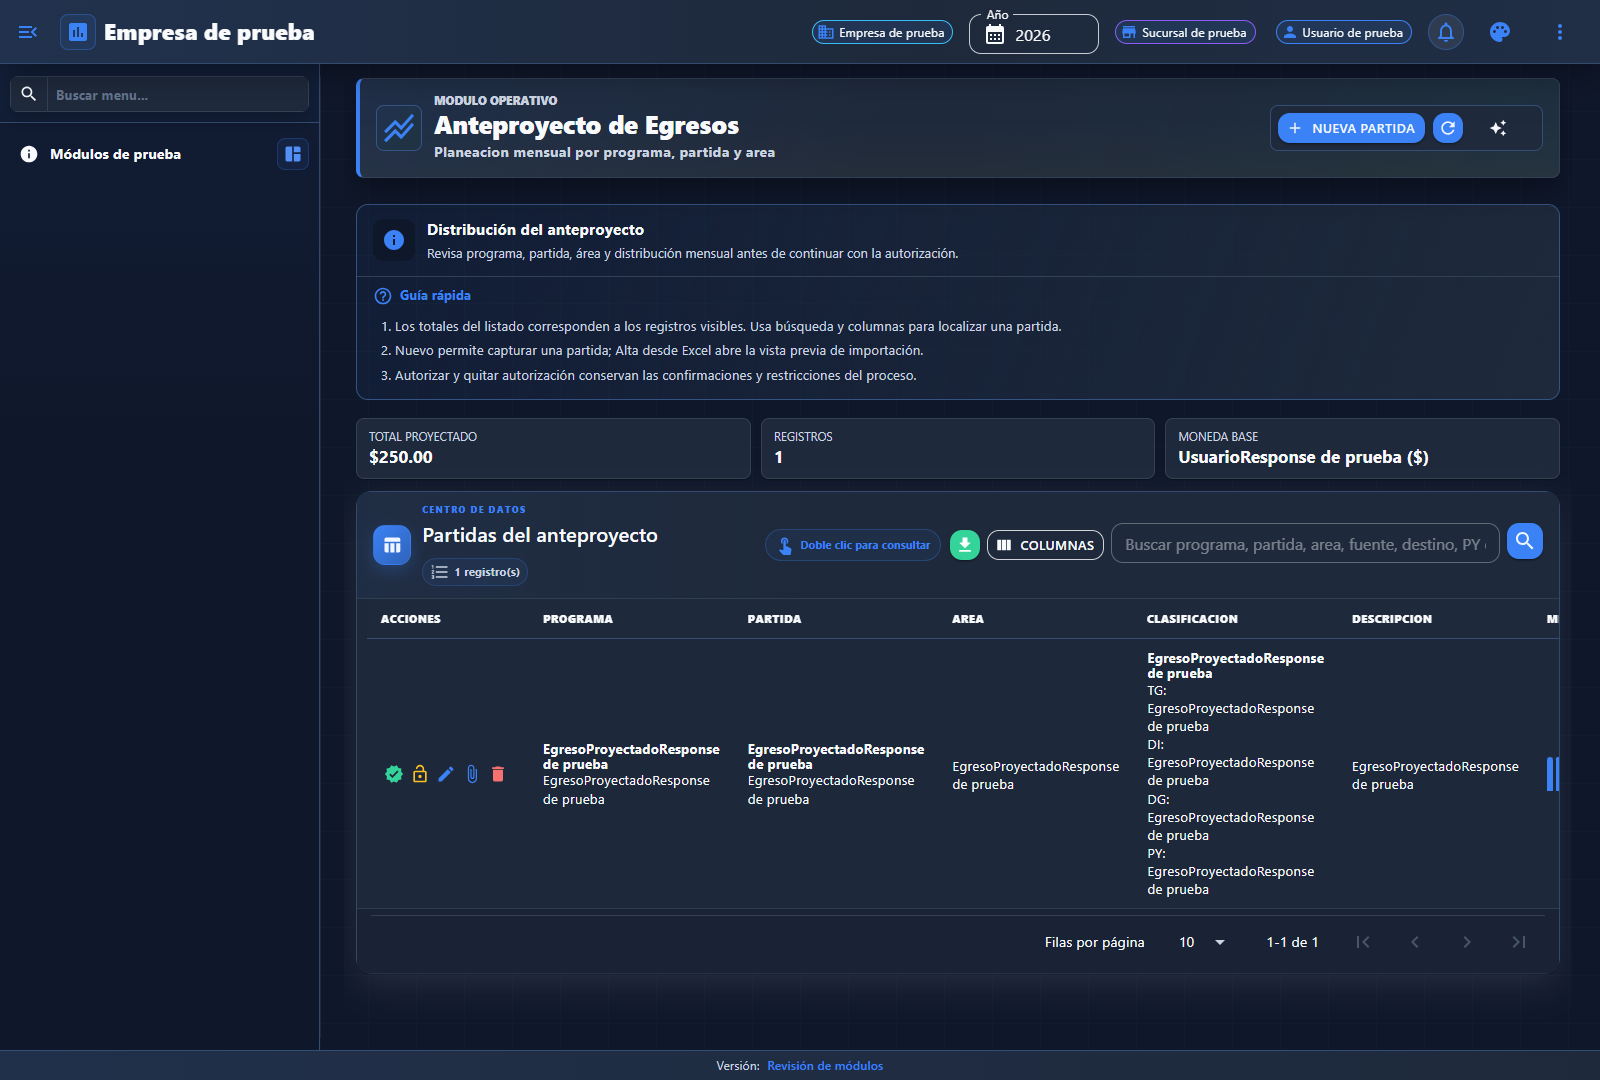 Empresa de prueba
Empresa de prueba
Año
2026
Sucursal de prueba
Usuario de prueba
Buscar menu...
Módulos de prueba
MODULO OPERATIVO
Anteproyecto de Egresos
Planeacion mensual por programa, partida y area
NUEVA PARTIDA
Distribución del anteproyecto
Revisa programa, partida, área y distribución mensual antes de continuar con la autorización.
Guía rápida
1. Los totales del listado corresponden a los registros visibles. Usa búsqueda y columnas para localizar una partida.
2. Nuevo permite capturar una partida; Alta desde Excel abre la vista previa de importación.
3. Autorizar y quitar autorización conservan las confirmaciones y restricciones del proceso.
TOTAL PROYECTADO
$250.00
REGISTROS
1
MONEDA BASE
UsuarioResponse de prueba ($)
CENTRO DE DATOS
Partidas del anteproyecto
1 registro(s)
Doble clic para consultar
COLUMNAS
Buscar programa, partida, area, fuente, destino, PY
ACCIONES PROGRAMA PARTIDA AREA CLASIFICACION DESCRIPCION
EgresoProyectadoResponse
de prueba
EgresoProyectadoResponse
de prueba
EgresoProyectadoResponse
de prueba
EgresoProyectadoResponse
de prueba
EgresoProyectadoResponse
de prueba
EgresoProyectadoResponse
de prueba
TG:
EgresoProyectadoResponse
de prueba
DI:
EgresoProyectadoResponse
de prueba
DG:
EgresoProyectadoResponse
de prueba
PY:
EgresoProyectadoResponse
de prueba
EgresoProyectadoResponse
de prueba
Filas por página
10
1-1 de 1
Versión: Revisión de módulos